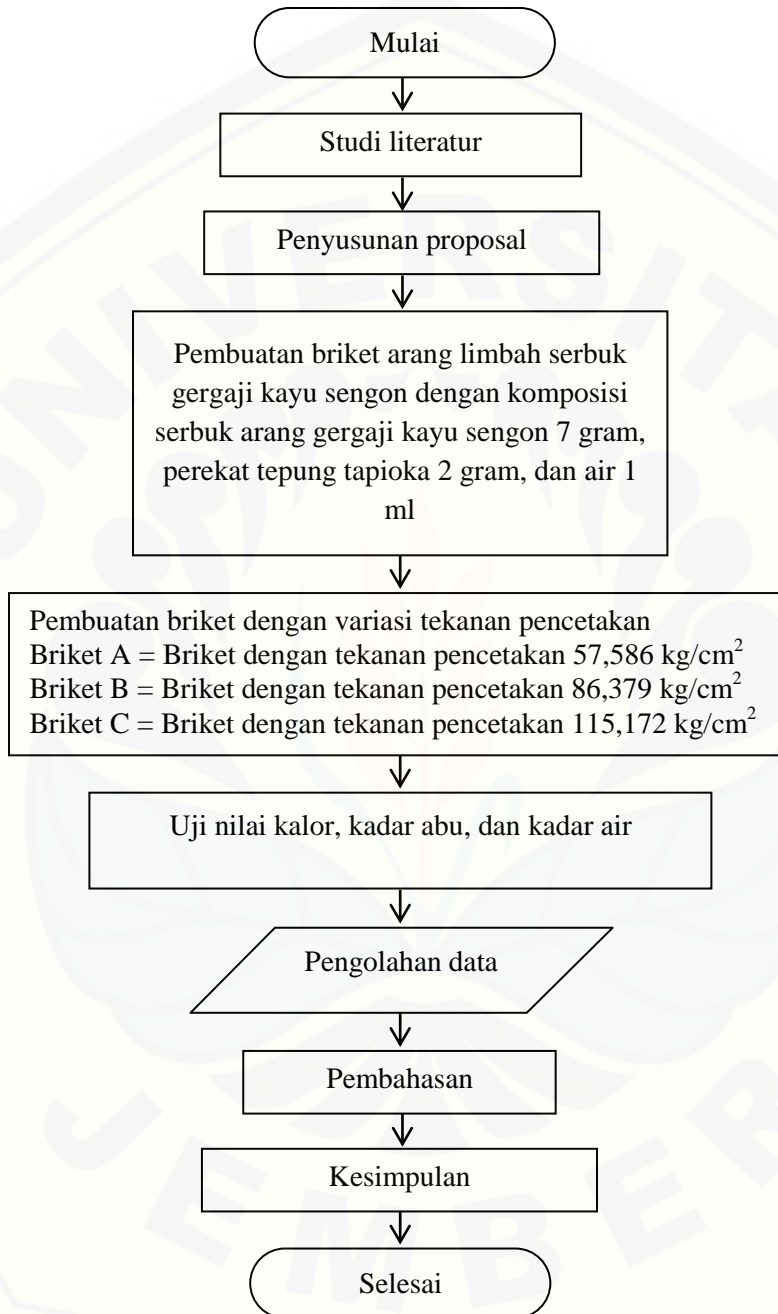 Mulai
Studi literatur
Penyusunan proposal
Pembuatan briket arang limbah serbuk
gergaji kayu sengon dengan komposisi
serbuk arang gergaji kayu sengon 7 gram,
perekat tepung tapioka 2 gram, dan air 1
ml
Pembuatan briket dengan variasi tekanan pencetakan
Briket A = Briket dengan tekanan pencetakan 57,586 kg/cm²
Briket B = Briket dengan tekanan pencetakan 86,379 kg/cm²
Briket C = Briket dengan tekanan pencetakan 115,172 kg/cm²
Uji nilai kalor, kadar abu, dan kadar air
Pengolahan data
Pembahasan
Kesimpulan
Selesai
UNIVERSITA
JEMBER